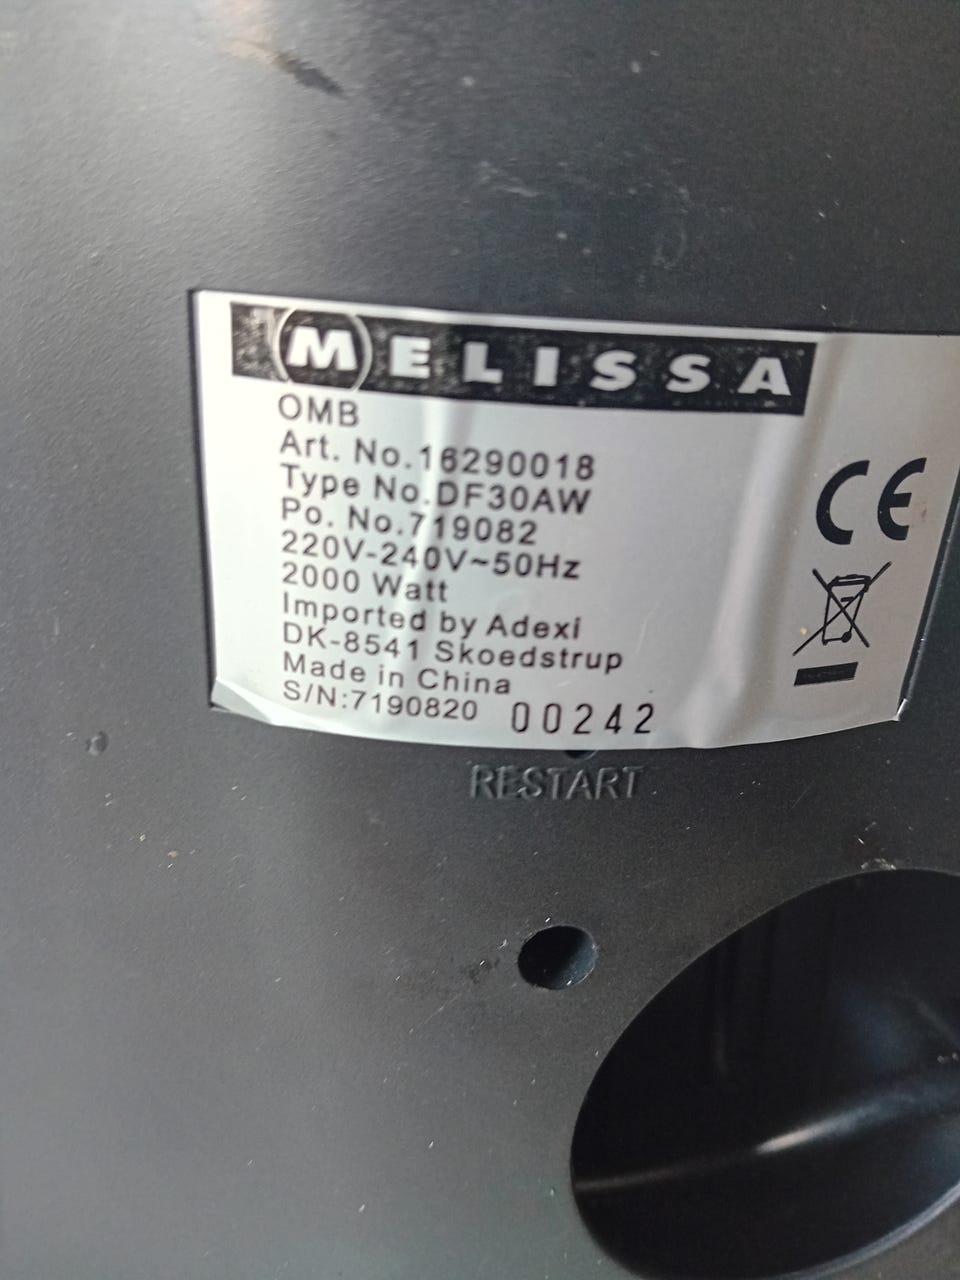 MELISSA
OMB
Art. No.16290018
Type No.DF30AW
Po. No.719082
220V-240V~50Hz
2000 Watt
Imported by Adexi
DK-8541 Skoedstrup
Made in China
S/N:7190820 00242
CE
RESTART